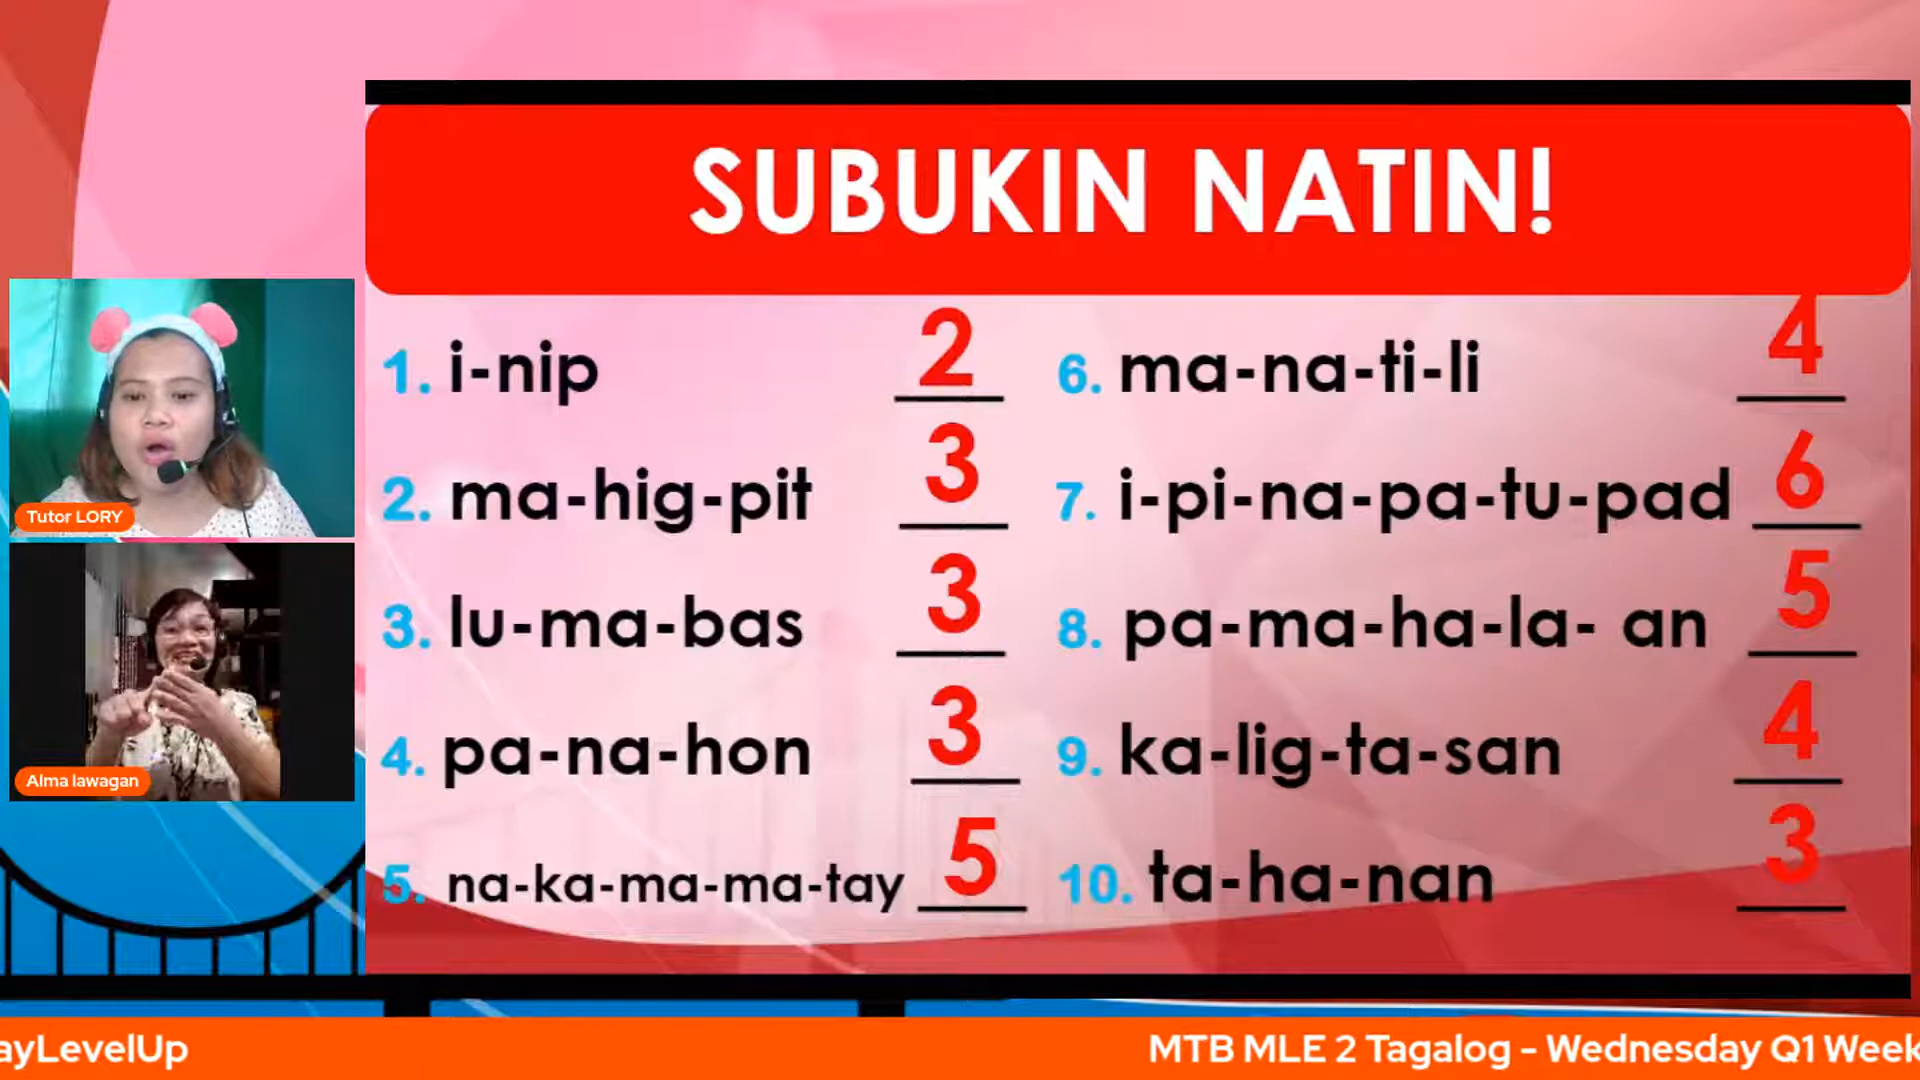 SUBUKIN NATIN!
1. i-nip 2
2. ma-hig-pit 3
3. lu-ma-bas 3
4. pa-na-hon 3
5. na-ka-ma-ma-tay 5
6. ma-na-ti-li 4
7. i-pi-na-pa-tu-pad 6
8. pa-ma-ha-la- an 5
9. ka-lig-ta-san 4
10. ta-ha-nan 3
Tutor LORY
Alma lawagan
ayLevelUp
MTB MLE 2 Tagalog - Wednesday Q1 Week